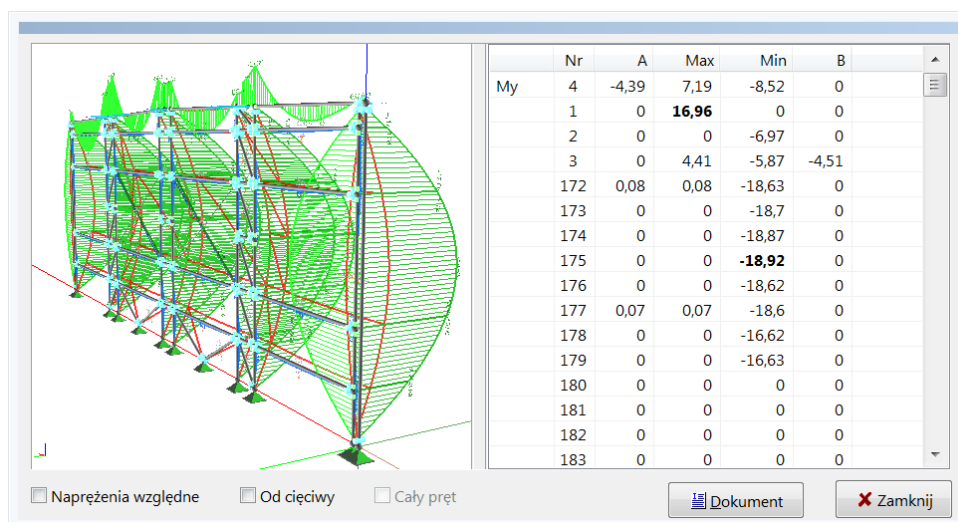 Nr A Max Min B
My 4 -4,39 7,19 -8,52 0
1 0 16,96 0 0
2 0 0 -6,97 0
3 0 4,41 -5,87 -4,51
172 0,08 0,08 -18,63 0
173 0 0 -18,7 0
174 0 0 -18,87 0
175 0 0 -18,92 0
176 0 0 -18,62 0
177 0,07 0,07 -18,6 0
178 0 0 -16,62 0
179 0 0 -16,63 0
180 0 0 0 0
181 0 0 0 0
182 0 0 0 0
183 0 0 0 0
Naprężenia względne Od cięciwy Cały pręt Dokument Zamknij